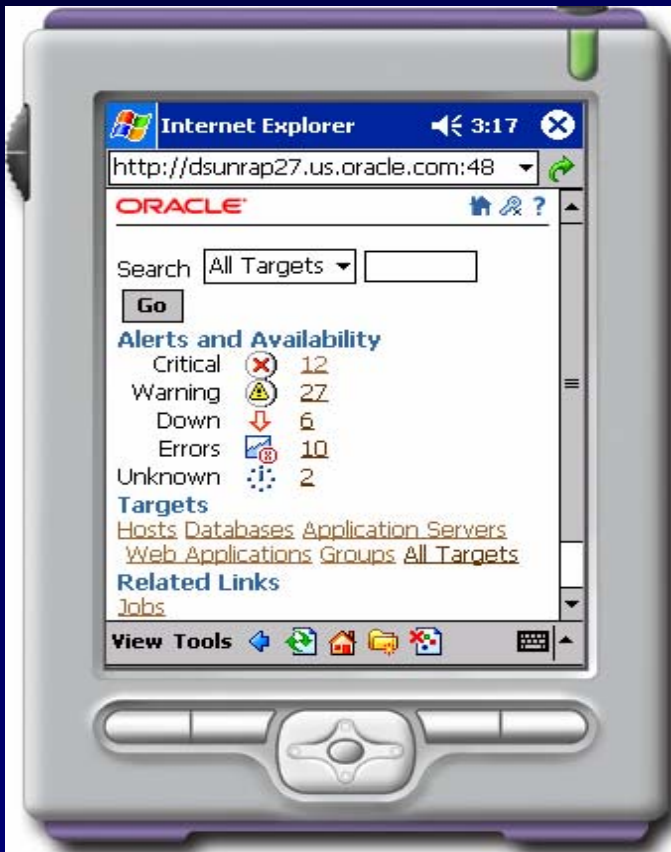 Internet Explorer 3:17
http://dsunrap27.us.oracle.com:48
ORACLE ?
Search All Targets
Go
Alerts and Availability
Critical 12
Warning 27
Down 6
Errors 10
Unknown 2
Targets
Hosts Databases Application Servers
Web Applications Groups All Targets
Related Links
Jobs
View Tools